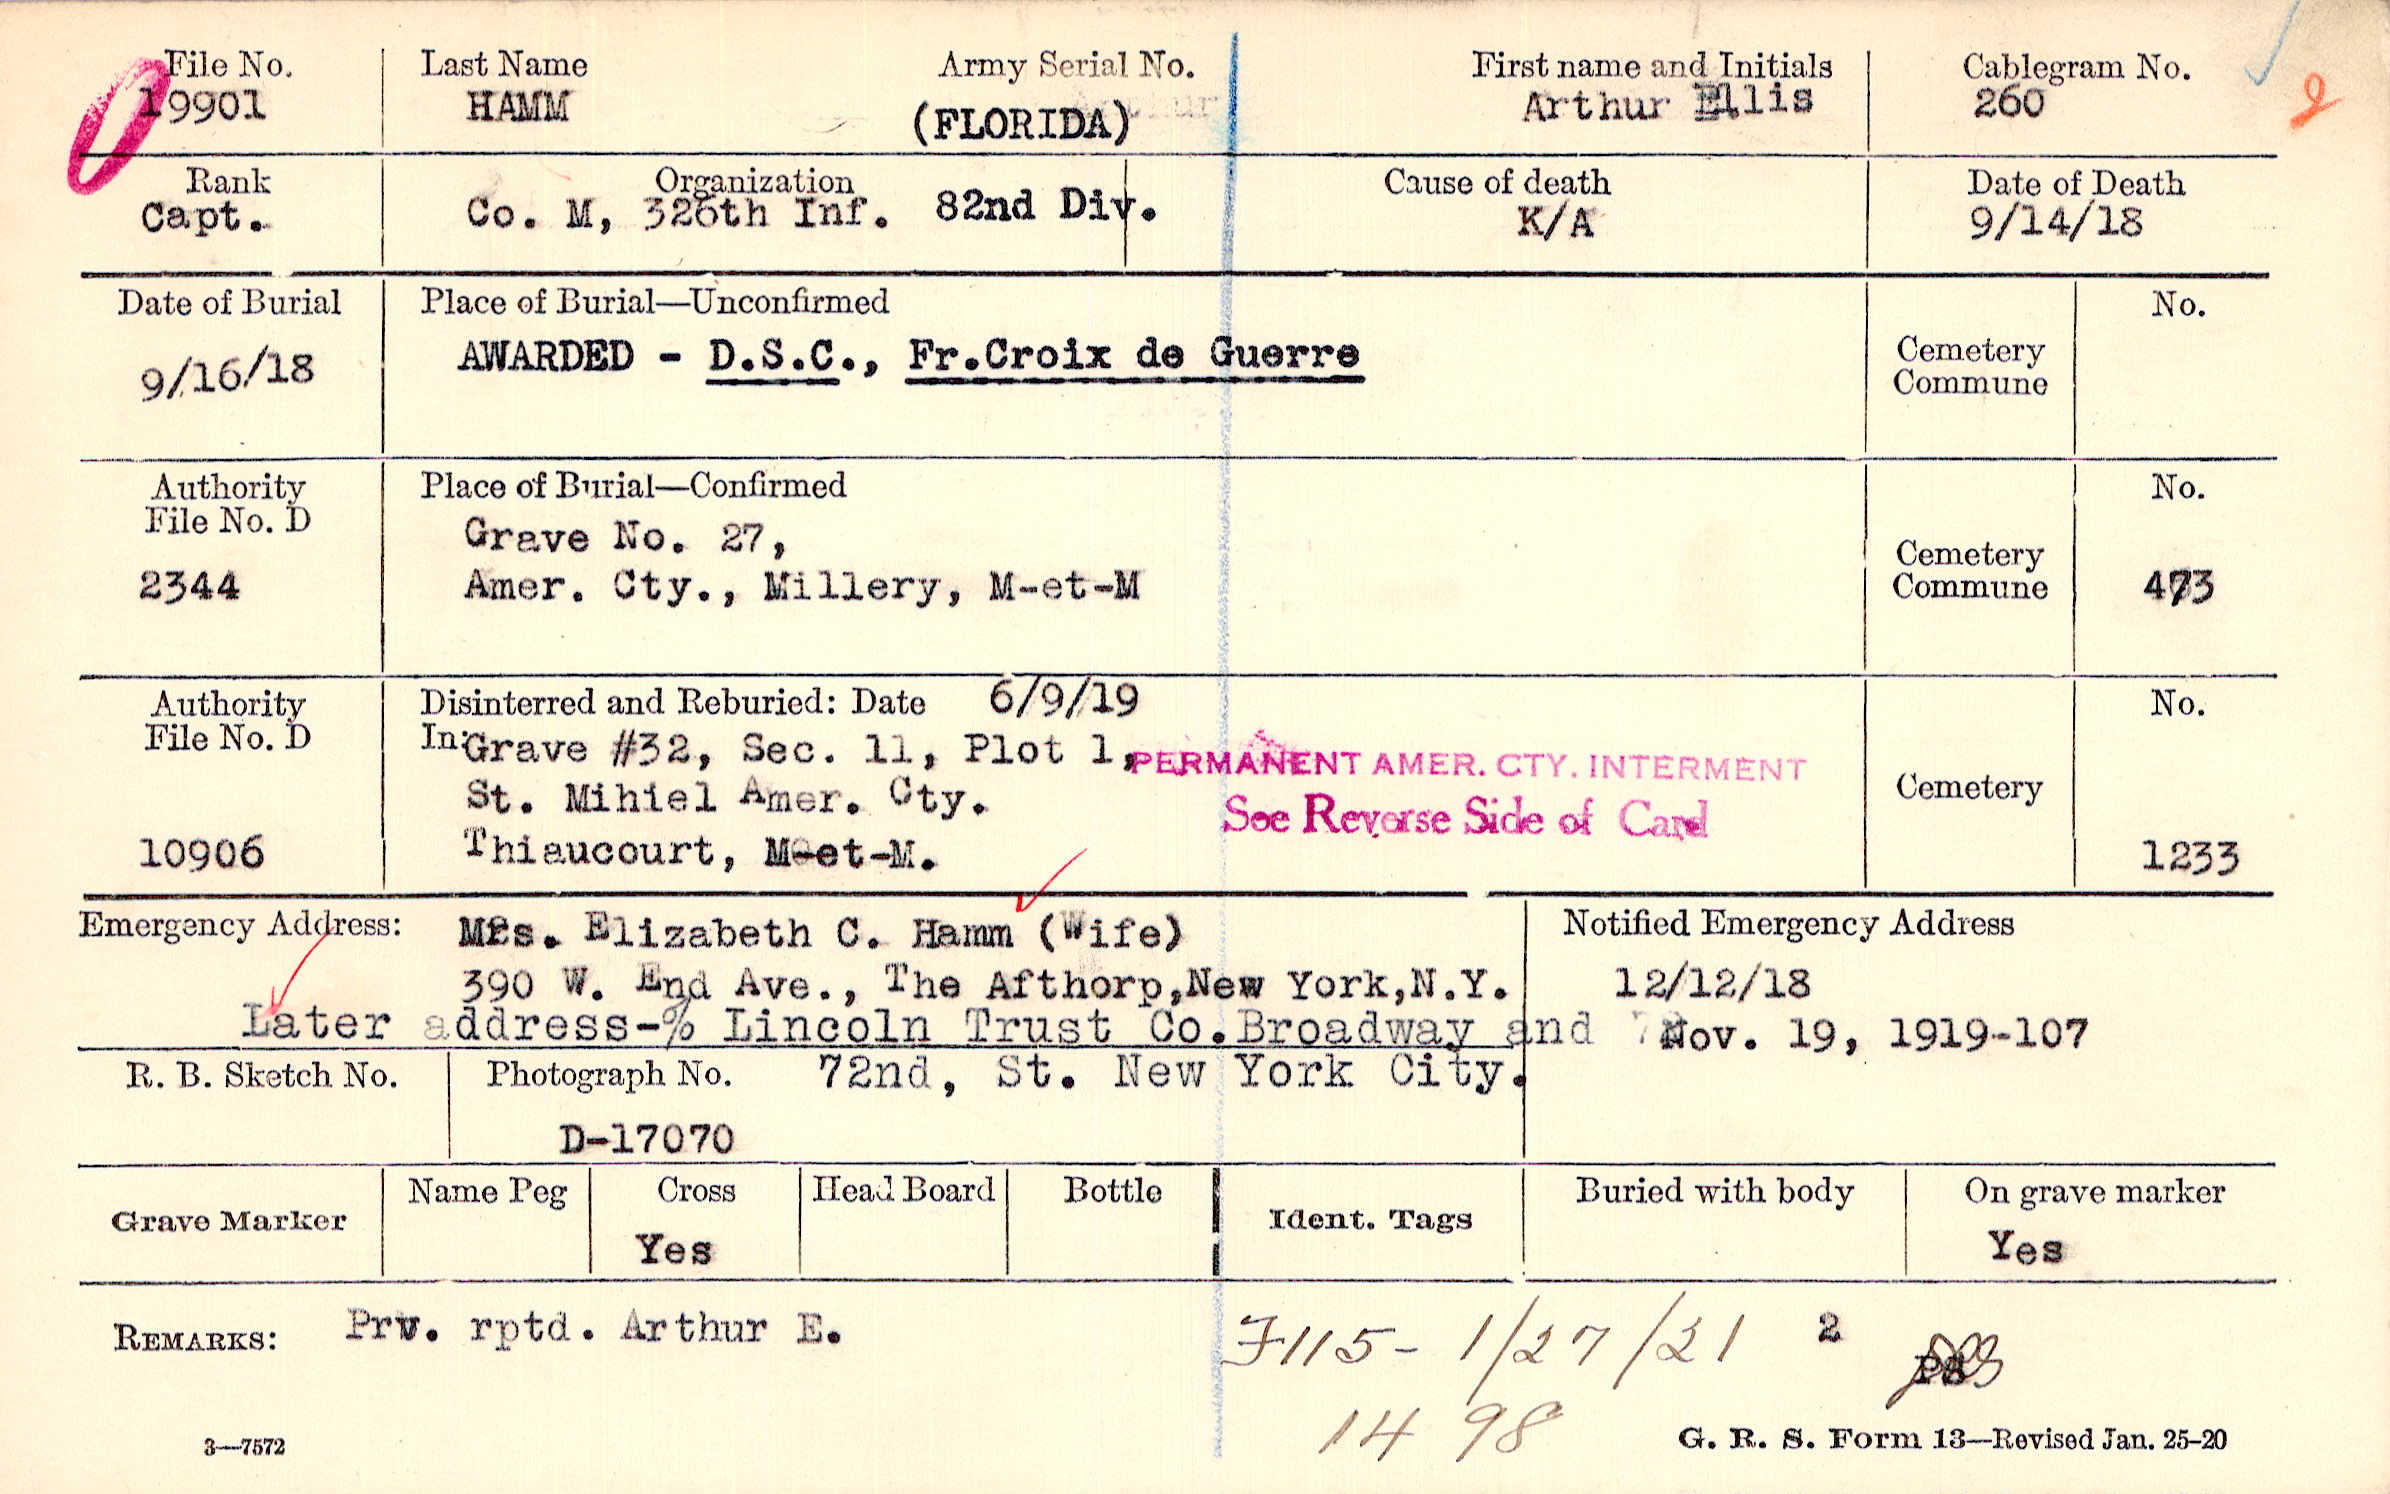 File No. Last Name Army Serial No. First name and Initials Cablegram No.
19901 HAMM (FLORIDA) Arthur Ellis 260 2
Rank Organization Cause of death Date of Death
Capt. Co. M, 326th Inf. 82nd Div. K/A 9/14/18
Date of Burial Place of Burial—Unconfirmed No.
9/16/18 AWARDED - D.S.C., Fr.Croix de Guerre Cemetery
Commune
Authority Place of Burial—Confirmed No.
File No. D Grave No. 27,
Cemetery
2344 Amer. Cty., Millery, M-et-M Commune 473
Authority Disinterred and Reburied: Date 6/9/19 No.
File No. D In: Grave #32, Sec. 11, Plot 1, PERMANENT AMER. CTY. INTERMENT
St. Mihiel Amer. Cty. See Reverse Side of Card Cemetery
10906 Thiaucourt, M-et-M. 1233
Emergency Address: Mrs. Elizabeth C. Hamm (Wife) Notified Emergency Address
390 W. End Ave., The Afthorp,New York,N.Y. 12/12/18
Later address-% Lincoln Trust Co.Broadway and Nov. 19, 1919-107
R. B. Sketch No. Photograph No. 72nd, St. New York City.
D-17070
Grave Marker Name Peg Cross Head Board Bottle Ident. Tags Buried with body On grave marker
Yes Yes
REMARKS: Prv. rptd. Arthur E. F115- 1/27/21 2
14 98
3—7572 G. R. S. Form 13—Revised Jan. 25-20